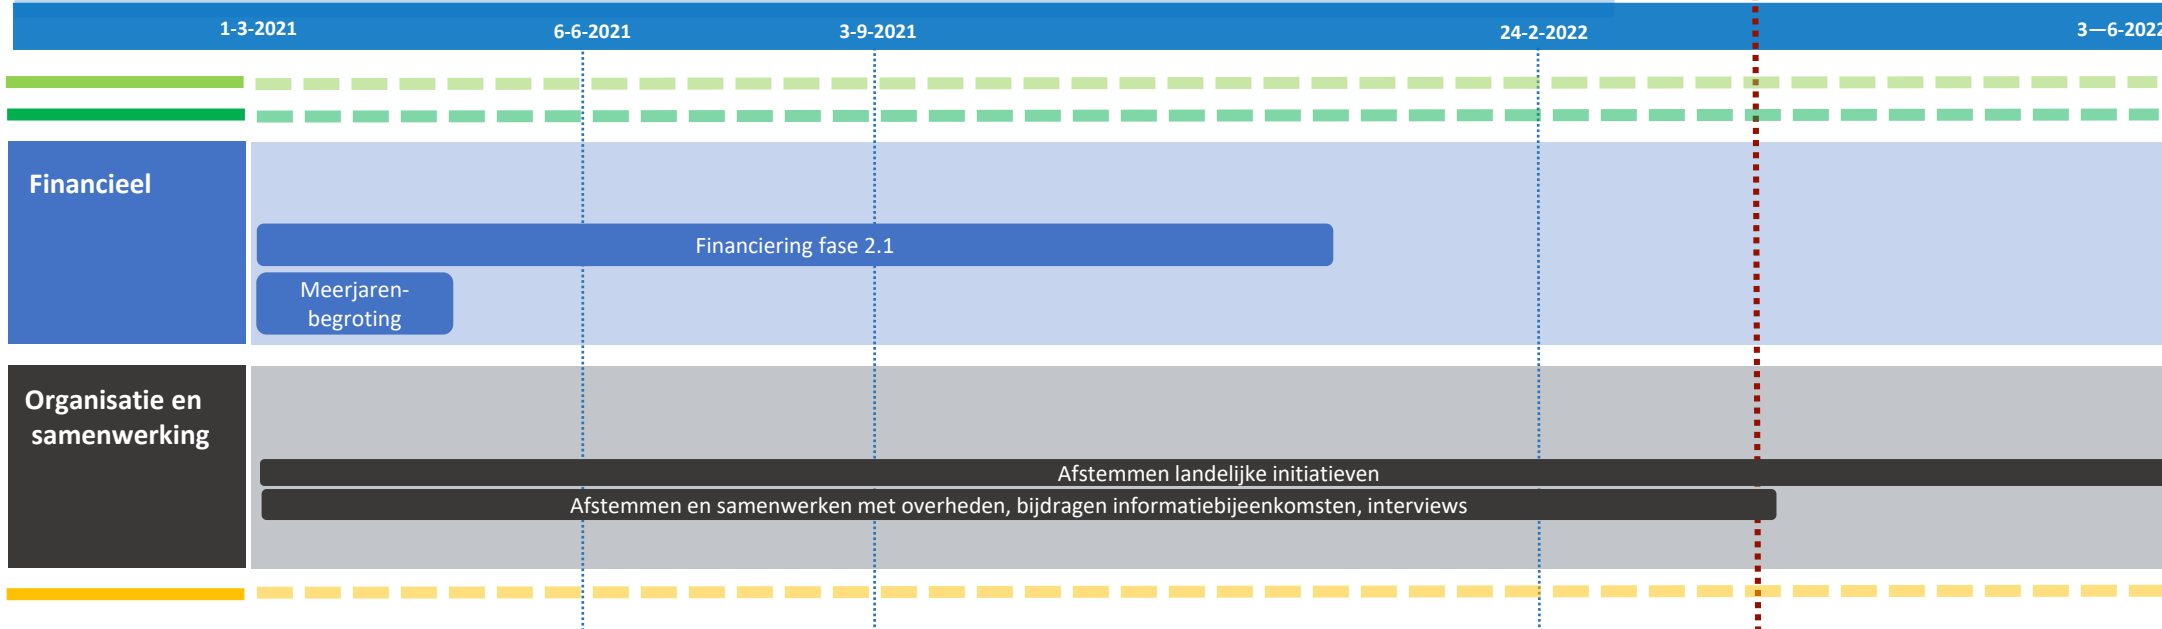 1-3-2021
6-6-2021
3-9-2021
24-2-2022
3—6-2022
Financieel
Financiering fase 2.1
Meerjaren-
begroting
Organisatie en
samenwerking
Afstemmen landelijke initiatieven
Afstemmen en samenwerken met overheden, bijdragen informatiebijeenkomsten, interviews